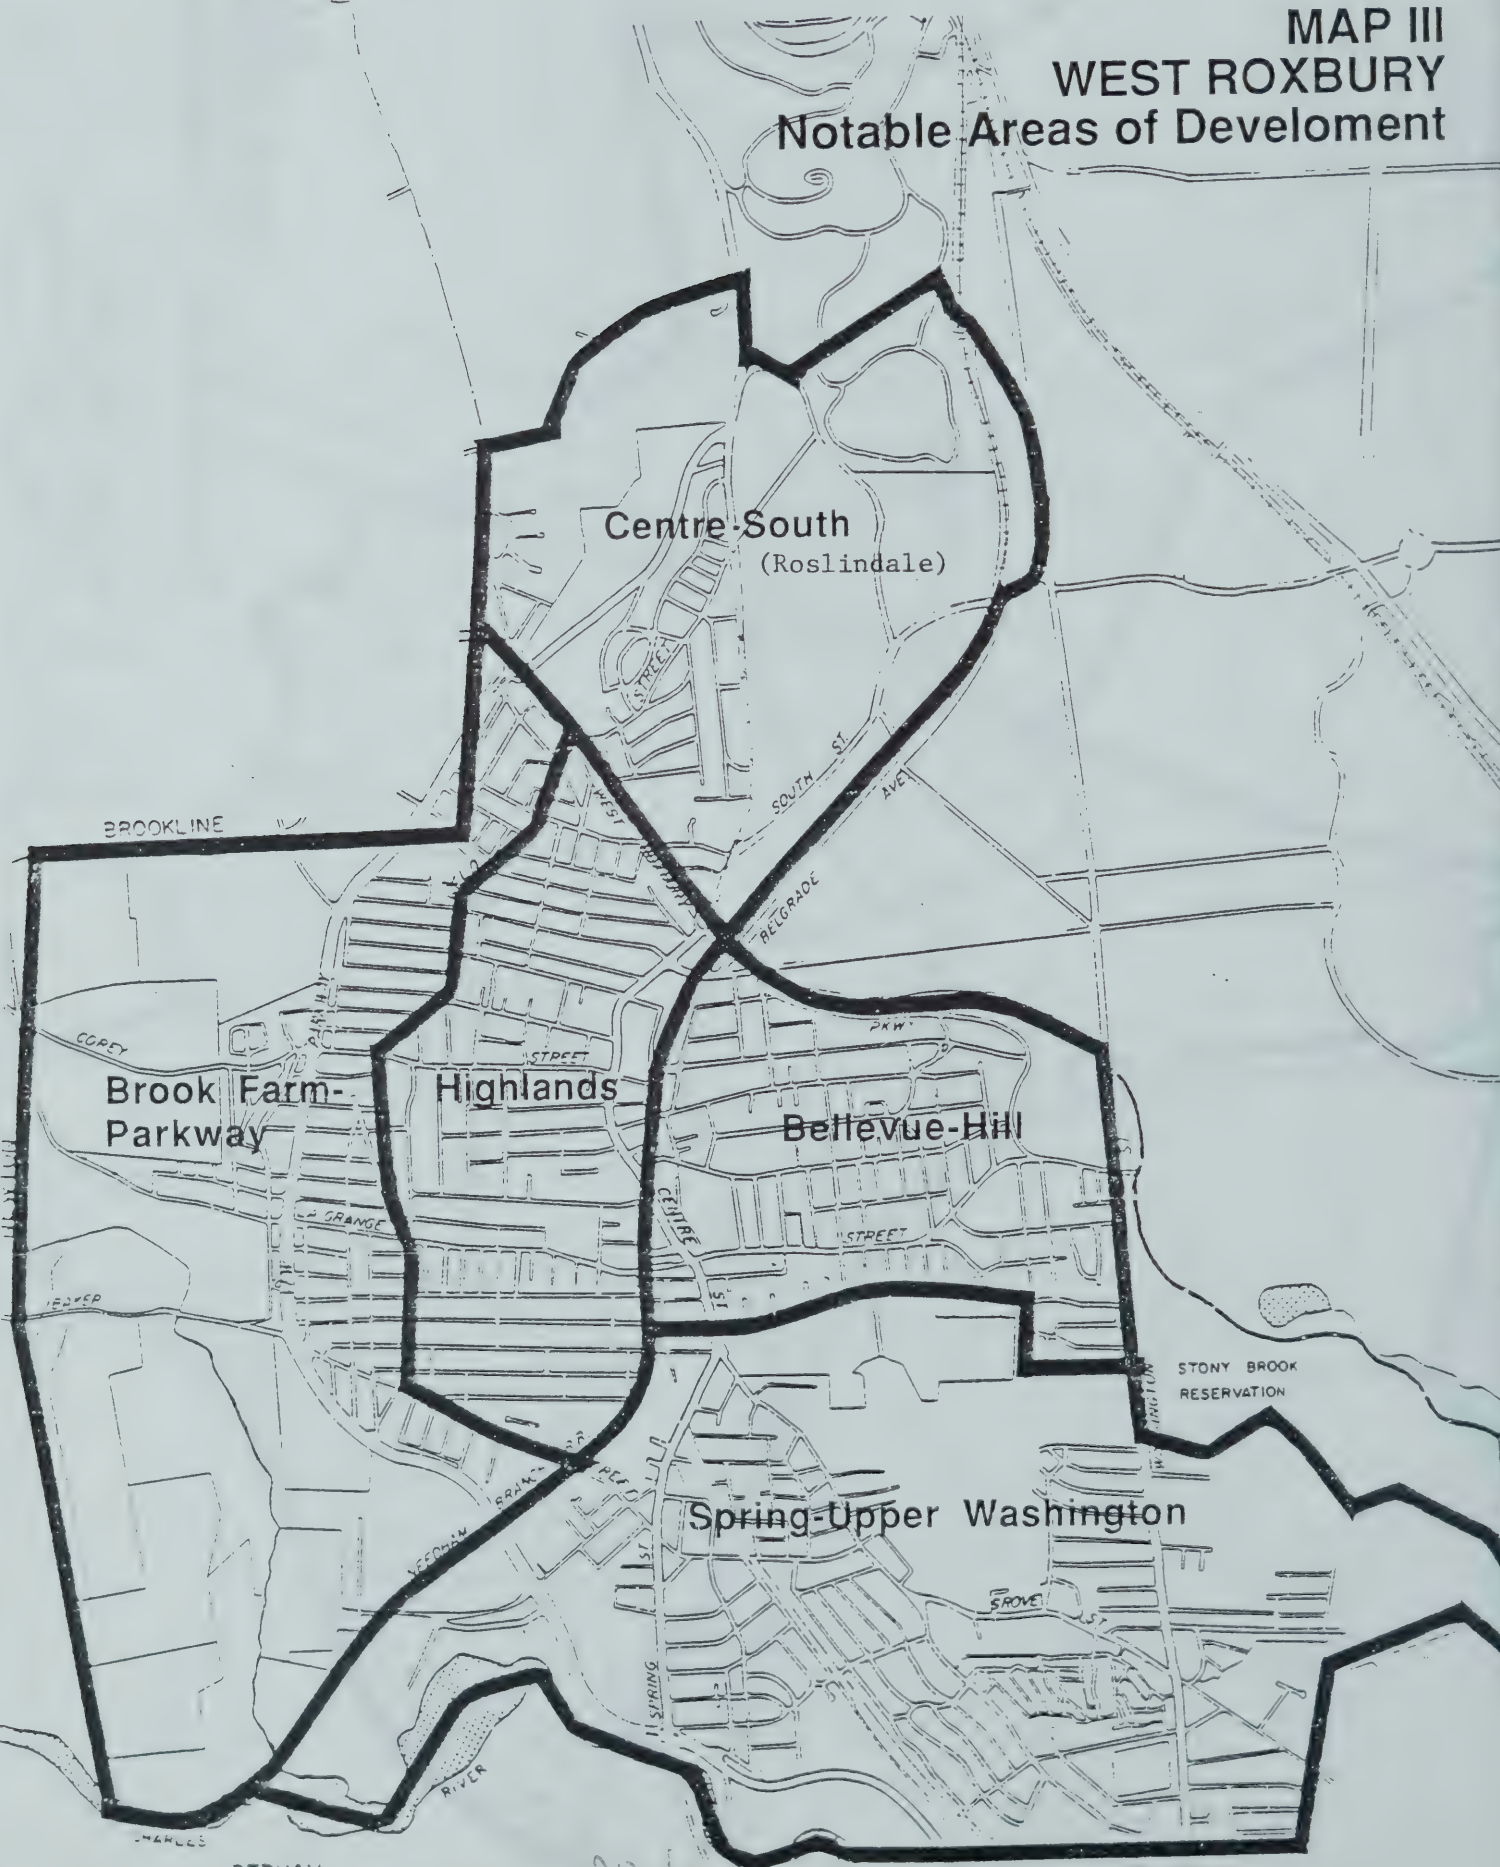 MAP III
WEST ROXBURY
Notable Areas of Develoment
Centre-South
(Roslindale)
STREET
SOUTH ST.
WEST
BELGRADE AVE
BROOKLINE
COREY
STREET
PKWY
Brook Farm-
Parkway
Highlands
Bellevue-Hill
CENTRE ST
LA GRANGE
STREET
STONY BROOK
RESERVATION
Spring-Upper Washington
GROVE ST
SPRING ST
RIVER
CHARLES